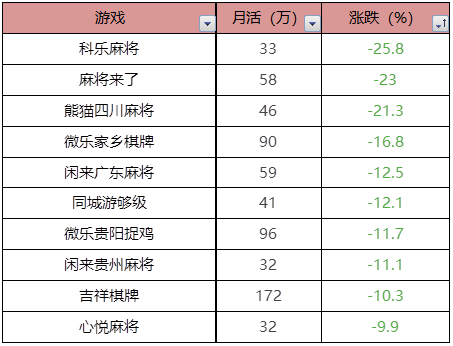 游戏 月活（万） 涨跌（%）
科乐麻将 33 -25.8
麻将来了 58 -23
熊猫四川麻将 46 -21.3
微乐家乡棋牌 90 -16.8
闲来广东麻将 59 -12.5
同城游够级 41 -12.1
微乐贵阳捉鸡 96 -11.7
闲来贵州麻将 32 -11.1
吉祥棋牌 172 -10.3
心悦麻将 32 -9.9